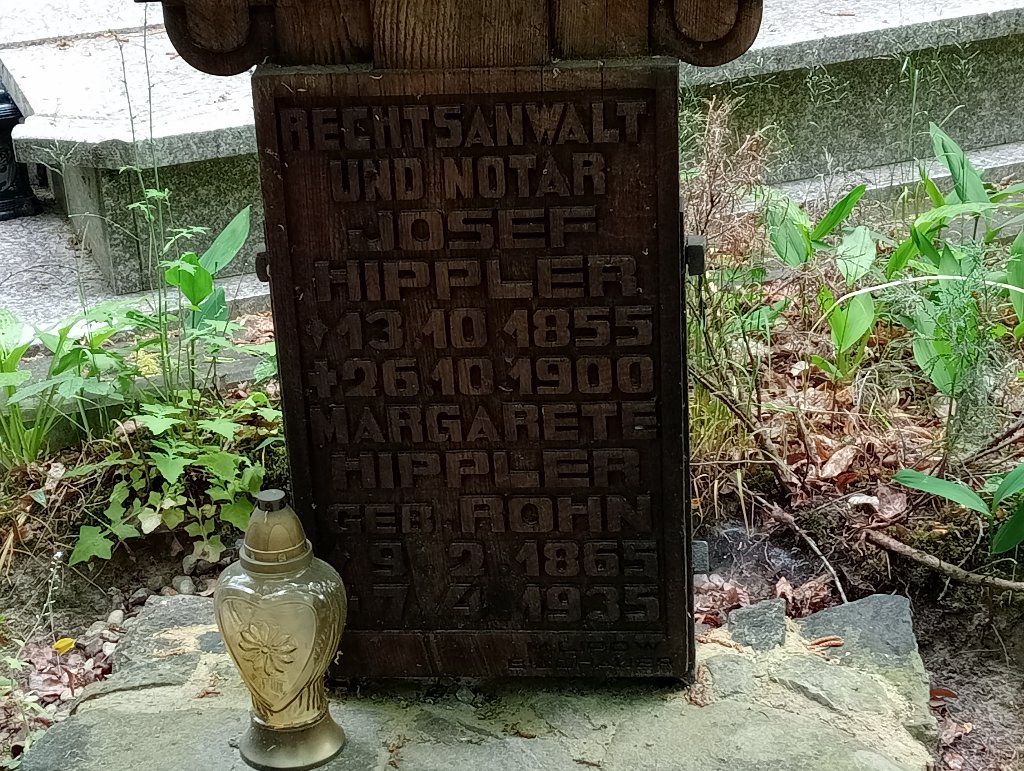 RECHTSANWALT
UND NOTAR
JOSEF
HIPPLER
*13.10.1855
+26.10.1900
MARGARETE
HIPPLER
GEB. ROHN
9. 2. 1865
+7. 4. 1935